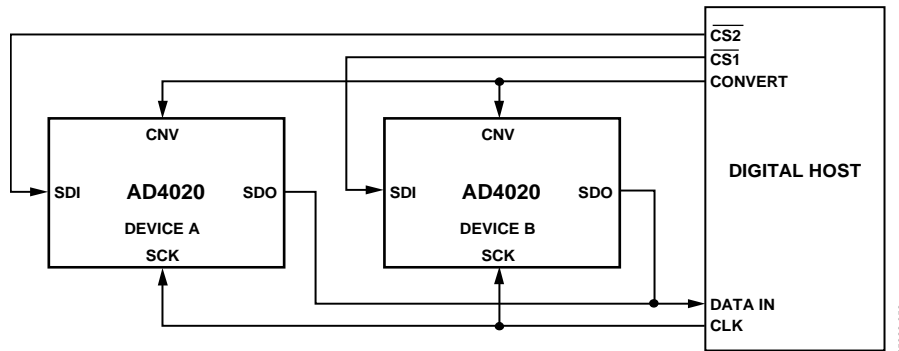 CS2
CS1
CONVERT
CNV
CNV
DIGITAL HOST
SDI
AD4020
SDO
SDI
AD4020
SDO
DEVICE A
DEVICE B
SCK
SCK
DATA IN
CLK